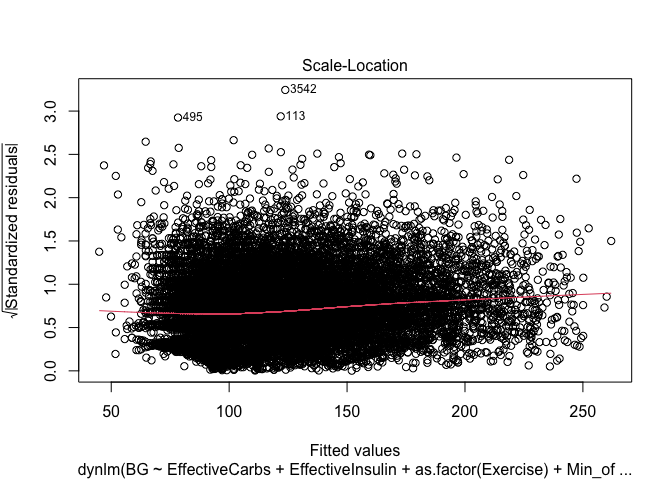 Scale-Location
√|Standardized residuals|
0.0 0.5 1.0 1.5 2.0 2.5 3.0
3542
495
113
50 100 150 200 250
Fitted values
dynlm(BG ~ EffectiveCarbs + EffectiveInsulin + as.factor(Exercise) + Min_of ...